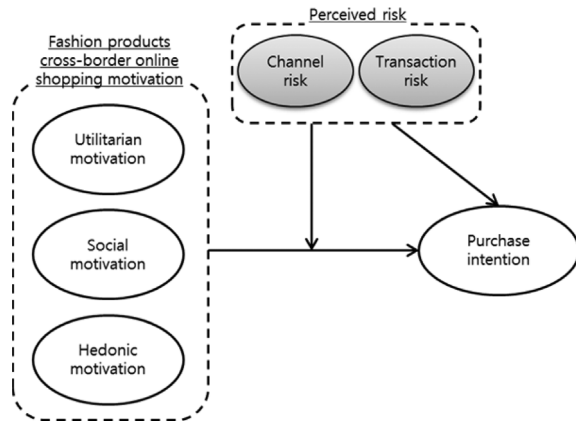 Fashion products
cross-border online
shopping motivation
Utilitarian
motivation
Social
motivation
Hedonic
motivation
Perceived risk
Channel
risk
Transaction
risk
Purchase
intention